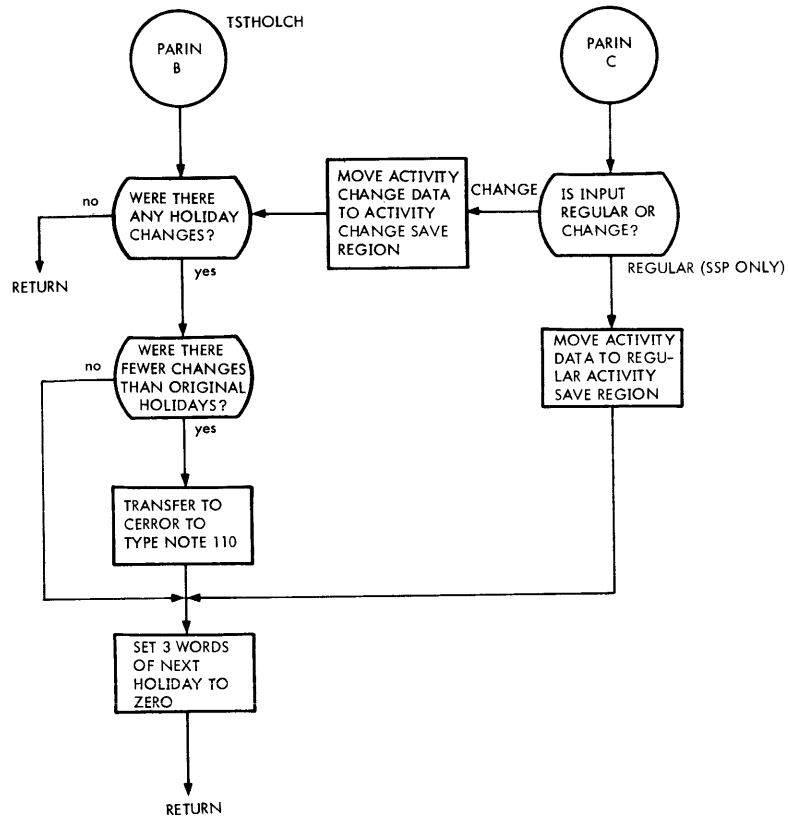 TSTHOLCH
PARIN
B
PARIN
C
WERE THERE
ANY HOLIDAY
CHANGES?
no
RETURN
yes
MOVE ACTIVITY
CHANGE DATA
TO ACTIVITY
CHANGE SAVE
REGION
CHANGE
IS INPUT
REGULAR OR
CHANGE?
REGULAR (SSP ONLY)
WERE THERE
FEWER CHANGES
THAN ORIGINAL
HOLIDAYS?
no
yes
MOVE ACTIVITY
DATA TO REGU-
LAR ACTIVITY
SAVE REGION
TRANSFER TO
CERROR TO
TYPE NOTE 110
SET 3 WORDS
OF NEXT
HOLIDAY TO
ZERO
RETURN